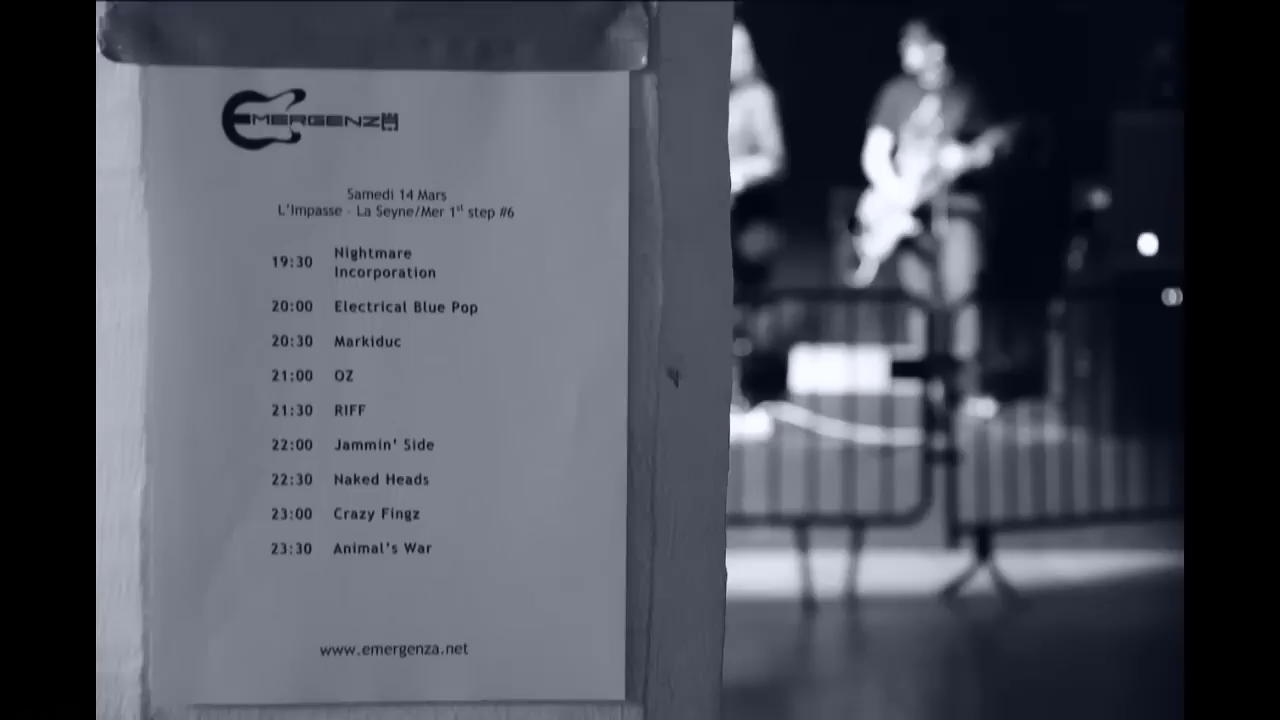 EMERGENZA
Samedi 14 Mars
L'Impasse - La Seyne/Mer 1st step #6
19:30 Nightmare
Incorporation
20:00 Electrical Blue Pop
20:30 Markiduc
21:00 OZ
21:30 RIFF
22:00 Jammin' Side
22:30 Naked Heads
23:00 Crazy Fingz
23:30 Animal's War
www.emergenza.net